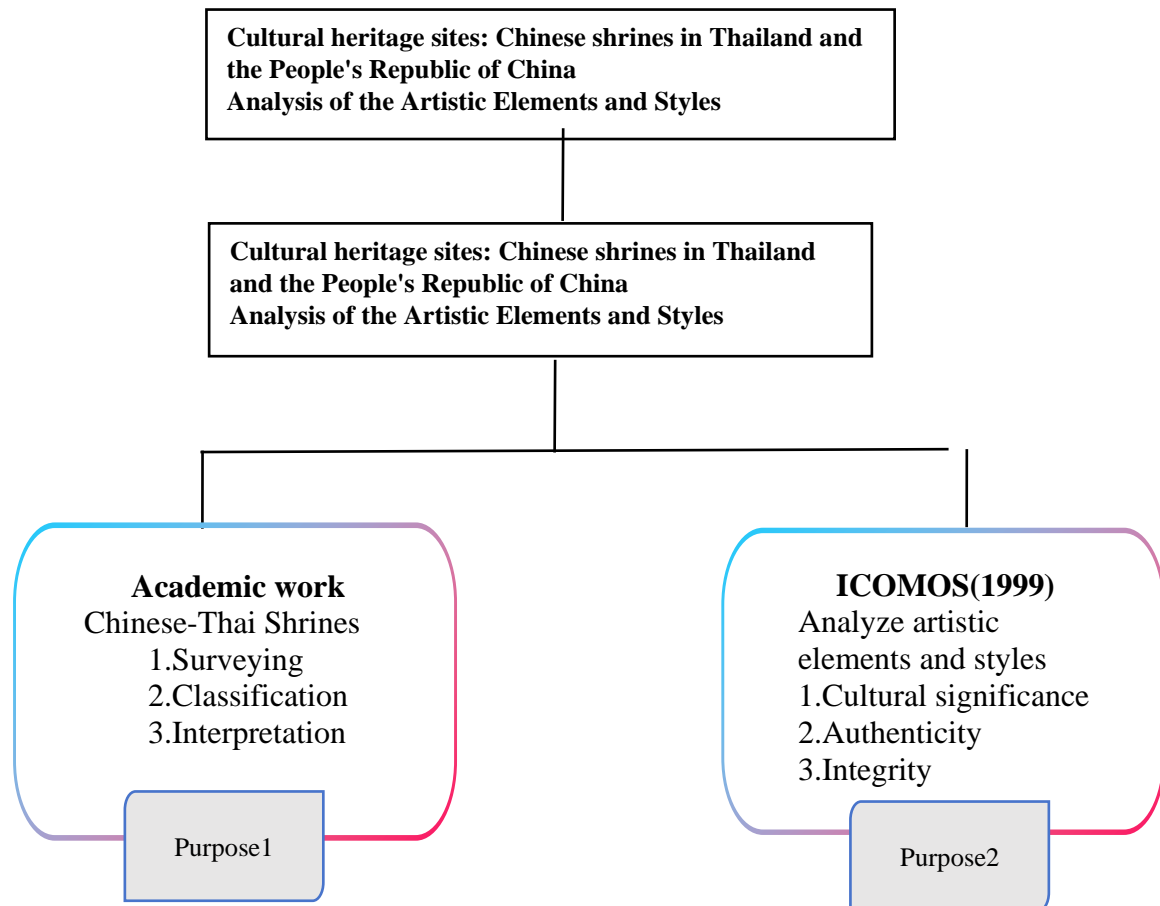 Cultural heritage sites: Chinese shrines in Thailand and
the People's Republic of China
Analysis of the Artistic Elements and Styles
Cultural heritage sites: Chinese shrines in Thailand
and the People's Republic of China
Analysis of the Artistic Elements and Styles
Academic work
Chinese-Thai Shrines
1.Surveying
2.Classification
3.Interpretation
Purpose1
ICOMOS(1999)
Analyze artistic
elements and styles
1.Cultural significance
2.Authenticity
3.Integrity
Purpose2